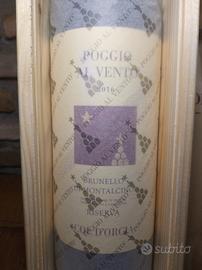 POGGIO
AL VENTO
2016
BRUNELLO
DI MONTALCINO
RISERVA
COL D'ORCIA
subito